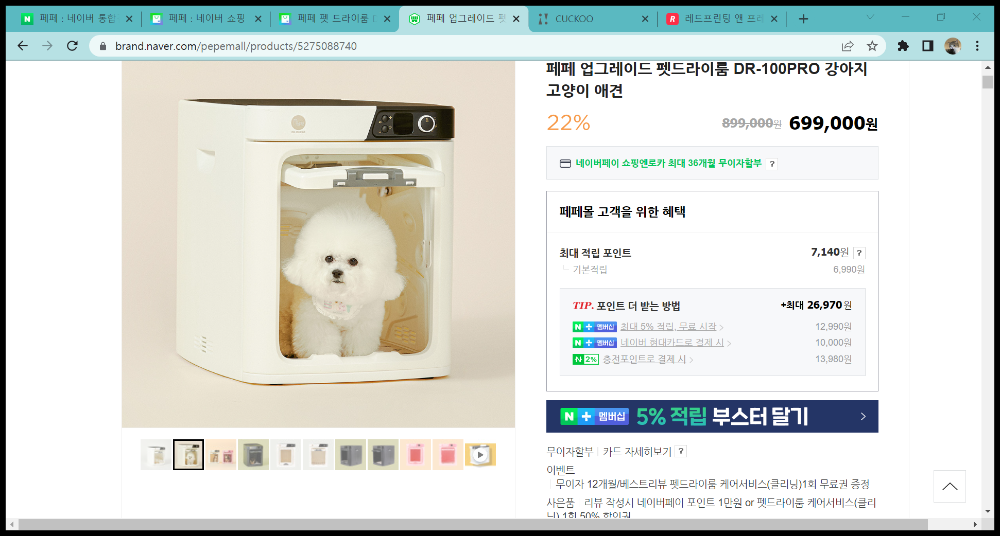 페페 : 네이버 통합
페페 : 네이버 쇼핑
페페 펫 드라이룸
페페 업그레이드 펫
CUCKOO
레드프린팅 앤 프레
brand.naver.com/pepemall/products/5275088740
페페 업그레이드 펫드라이룸 DR-100PRO 강아지
고양이 애견
22%
899,000원 699,000원
네이버페이 쇼핑엔로카 최대 36개월 무이자할부 ?
페페몰 고객을 위한 혜택
최대 적립 포인트 7,140원 ?
기본적립 6,990원
TIP. 포인트 더 받는 방법 +최대 26,970원
N + 멤버십 최대 5% 적립, 무료 시작 12,990원
N + 멤버십 네이버 현대카드로 결제 시 10,000원
N 2% 충전포인트로 결제 시 13,980원
N + 멤버십 5% 적립 부스터 달기
무이자할부 카드 자세히보기 ?
이벤트
무이자 12개월/베스트리뷰 펫드라이룸 케어서비스(클리닝)1회 무료권 증정
사은품 리뷰 작성시 네이버페이 포인트 1만원 or 펫드라이룸 케어서비스(클리
닝) 1회 50% 할인권
DR-100 PRO